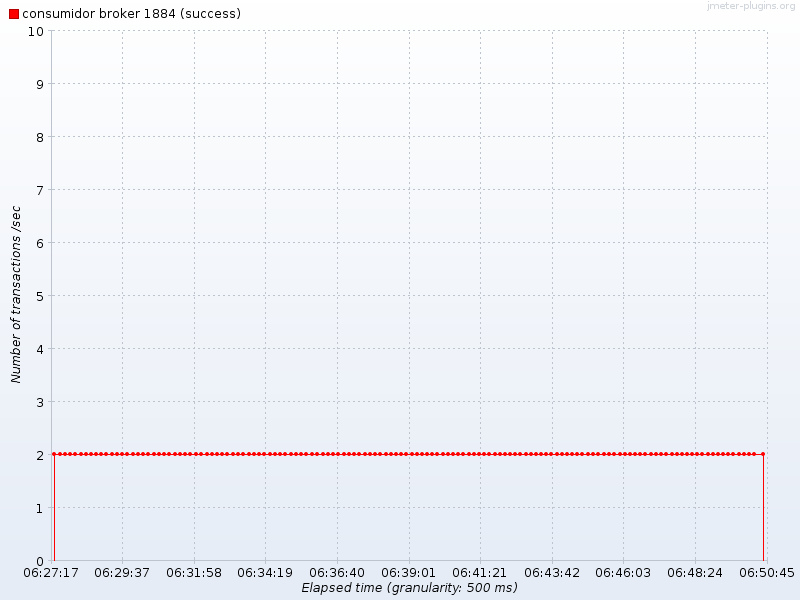 jmeter-plugins.org
consumidor broker 1884 (success)
10
9
8
7
6
5
4
3
2
1
0
Number of transactions /sec
06:27:17 06:29:37 06:31:58 06:34:19 06:36:40 06:39:01 06:41:21 06:43:42 06:46:03 06:48:24 06:50:45
Elapsed time (granularity: 500 ms)